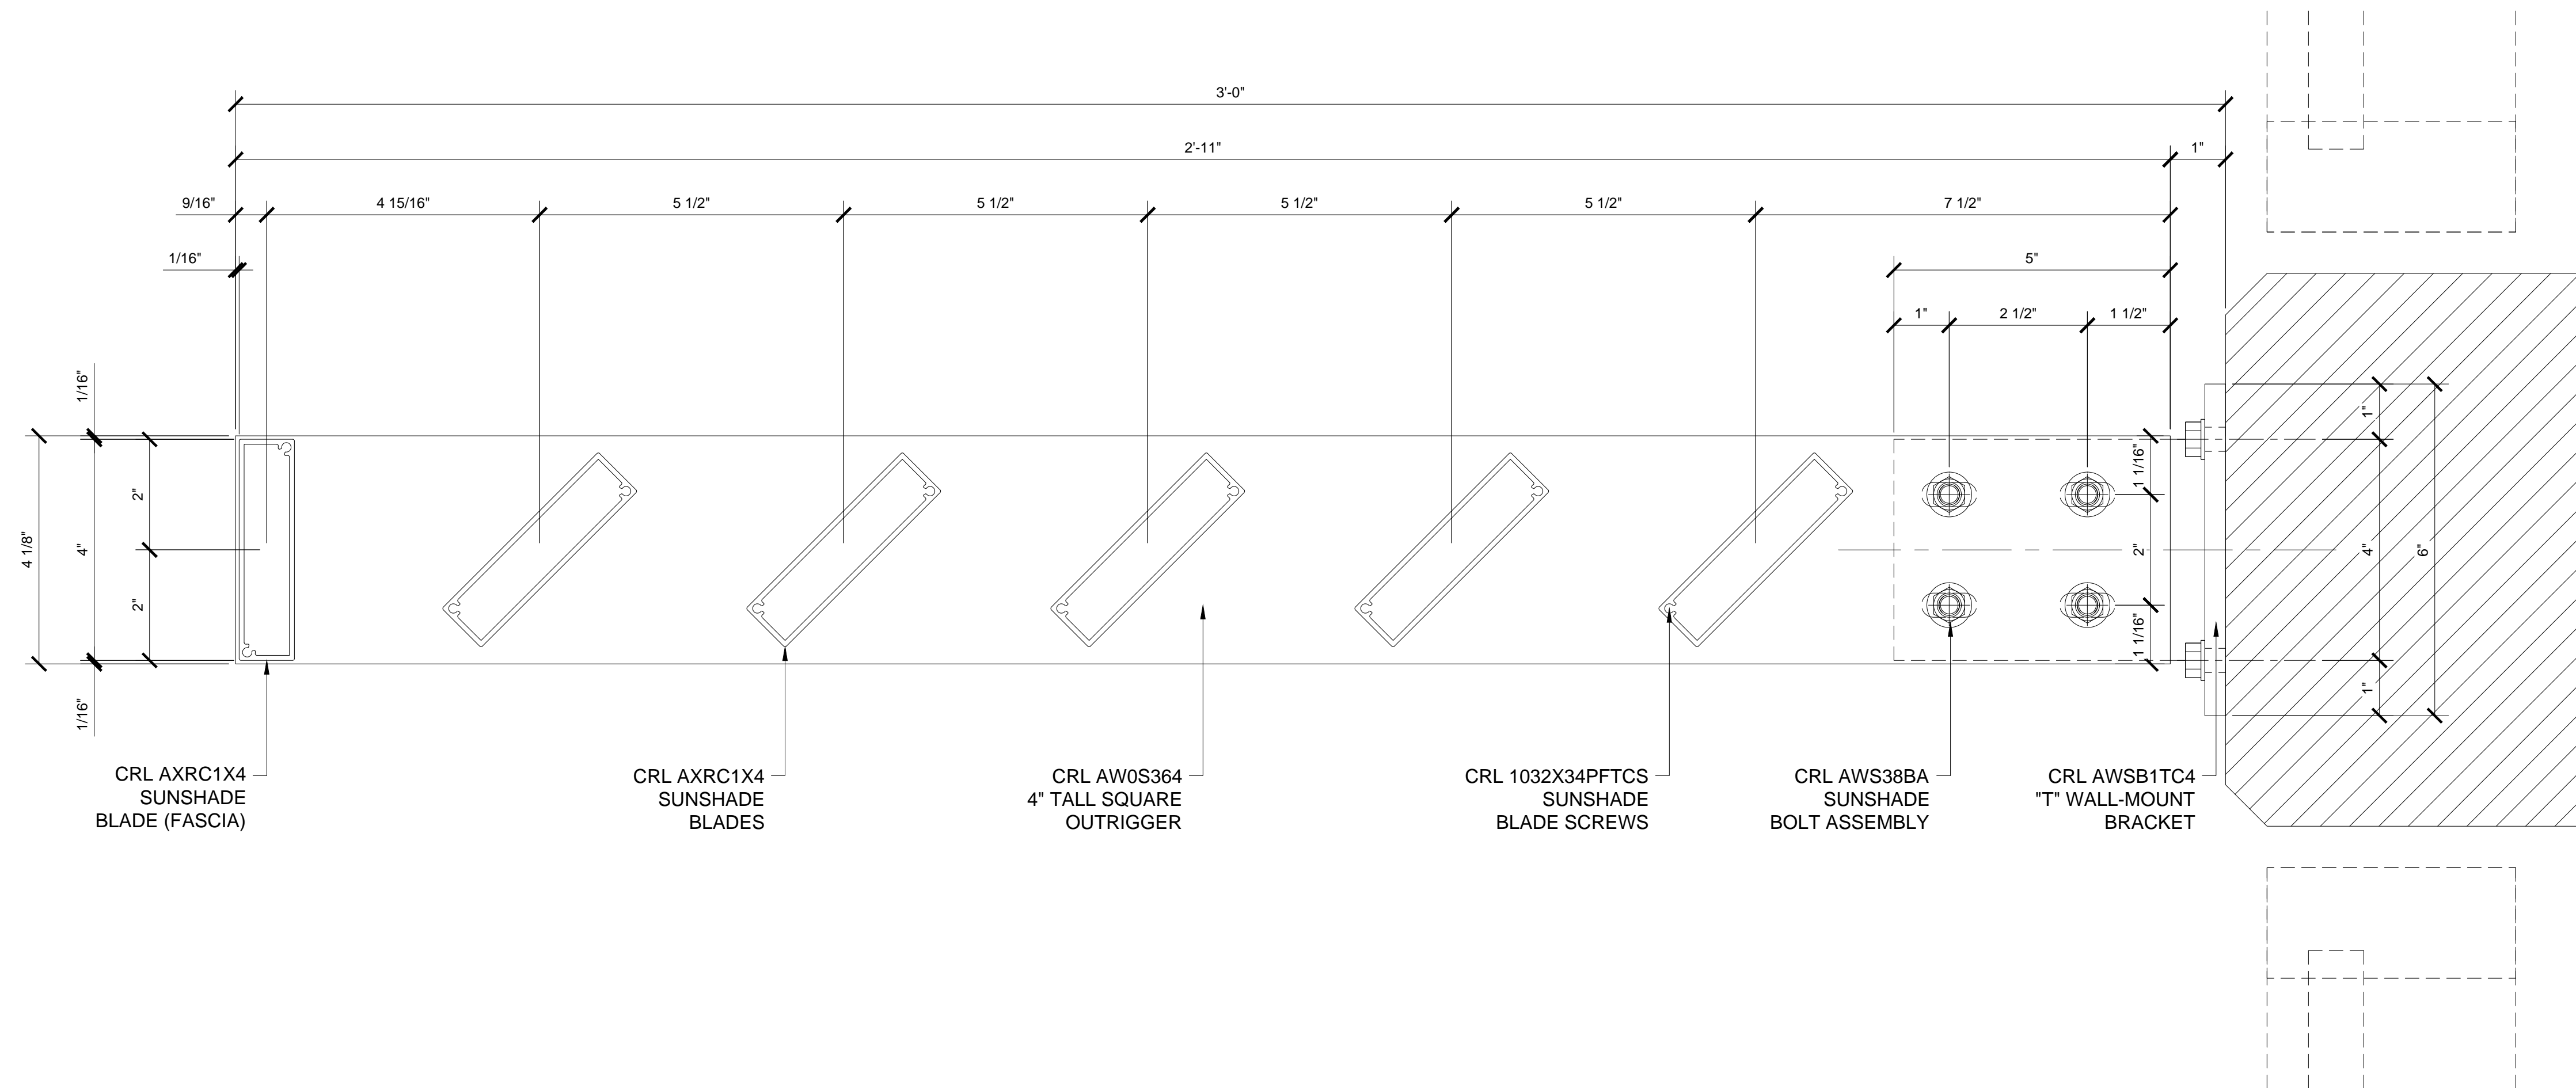 3'-0"
2'-11"
1"
9/16"
4 15/16"
5 1/2"
5 1/2"
5 1/2"
5 1/2"
7 1/2"
1/16"
5"
1"
2 1/2"
1 1/2"
1/16"
4 1/8"
4"
2"
2"
1/16"
1 1/16"
2"
1 1/16"
1"
4"
1"
6"
CRL AXRC1X4
SUNSHADE
BLADE (FASCIA)
CRL AXRC1X4
SUNSHADE
BLADES
CRL AW0S364
4" TALL SQUARE
OUTRIGGER
CRL 1032X34PFTCS
SUNSHADE
BLADE SCREWS
CRL AWS38BA
SUNSHADE
BOLT ASSEMBLY
CRL AWSB1TC4
"T" WALL-MOUNT
BRACKET